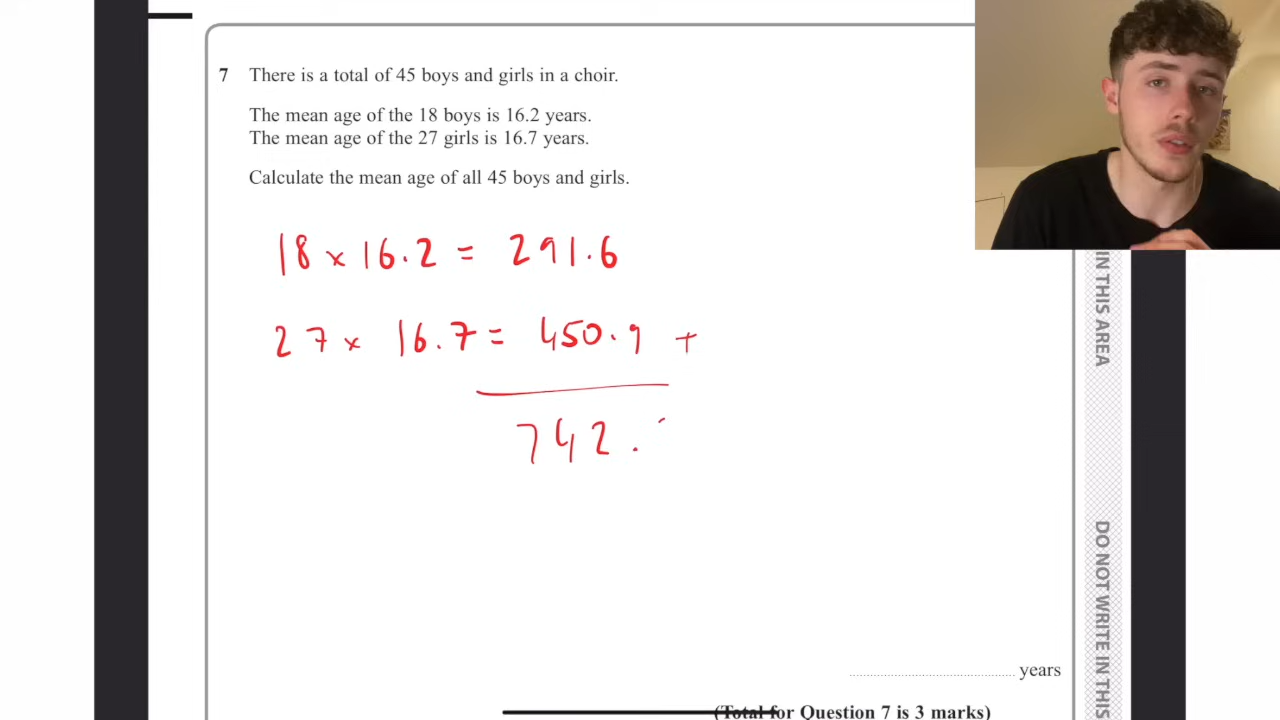 7 There is a total of 45 boys and girls in a choir.
The mean age of the 18 boys is 16.2 years.
The mean age of the 27 girls is 16.7 years.
Calculate the mean age of all 45 boys and girls.
18 × 16.2 = 291.6
27 × 16.7 = 450.9 +
742.
years
(Total for Question 7 is 3 marks)
IN THIS AREA
DO NOT WRITE IN THIS